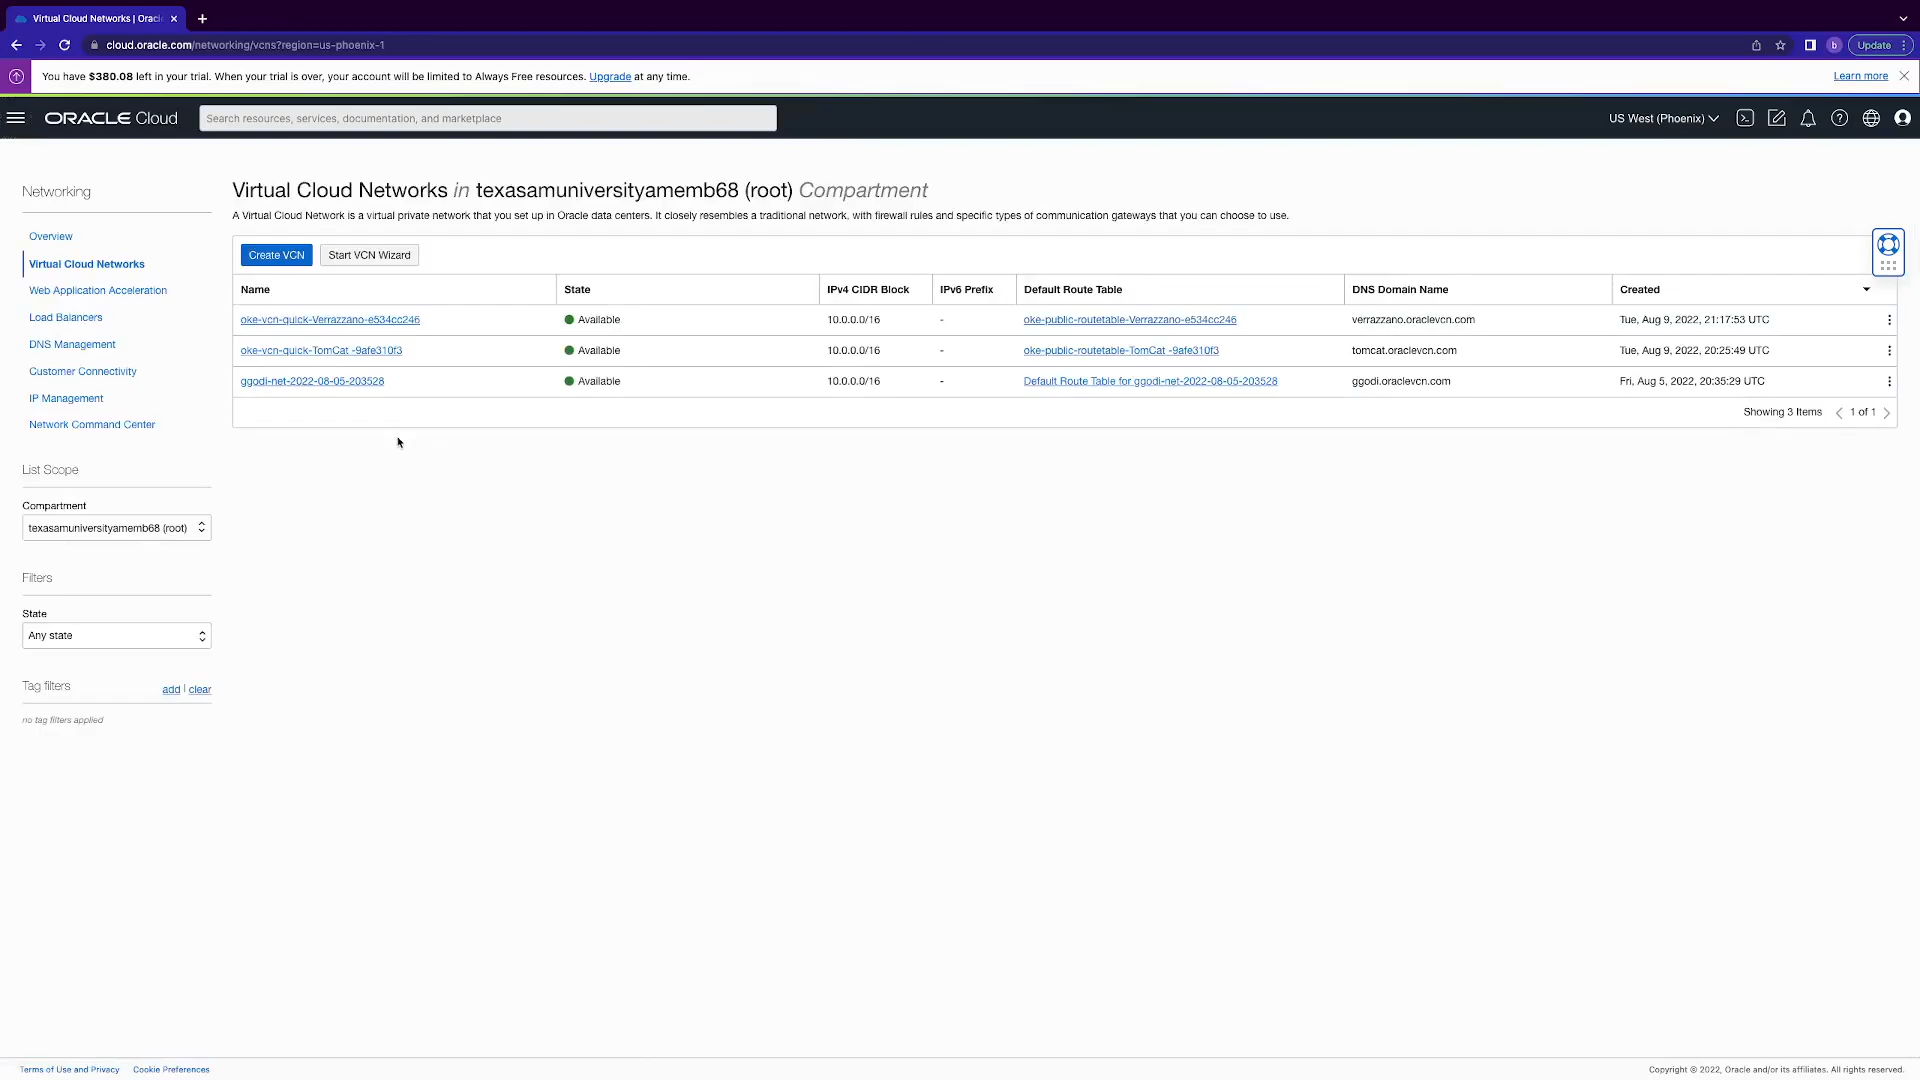 Virtual Cloud Networks | Oracl
cloud.oracle.com/networking/vcns?region=us-phoenix-1
b
Update
You have $380.08 left in your trial. When your trial is over, your account will be limited to Always Free resources. Upgrade at any time.
Learn more
ORACLE Cloud
Search resources, services, documentation, and marketplace
US West (Phoenix)
Networking
Overview
Virtual Cloud Networks
Web Application Acceleration
Load Balancers
DNS Management
Customer Connectivity
IP Management
Network Command Center
List Scope
Compartment
texasamuniversityamemb68 (root)
Filters
State
Any state
Tag filters
add | clear
no tag filters applied
Virtual Cloud Networks in texasamuniversityamemb68 (root) Compartment
A Virtual Cloud Network is a virtual private network that you set up in Oracle data centers. It closely resembles a traditional network, with firewall rules and specific types of communication gateways that you can choose to use.
Create VCN Start VCN Wizard
Name State IPv4 CIDR Block IPv6 Prefix Default Route Table DNS Domain Name Created
oke-vcn-quick-Verrazzano-e534cc246 Available 10.0.0.0/16 - oke-public-routetable-Verrazzano-e534cc246 verrazzano.oraclevcn.com Tue, Aug 9, 2022, 21:17:53 UTC
oke-vcn-quick-TomCat -9afe310f3 Available 10.0.0.0/16 - oke-public-routetable-TomCat -9afe310f3 tomcat.oraclevcn.com Tue, Aug 9, 2022, 20:25:49 UTC
ggodi-net-2022-08-05-203528 Available 10.0.0.0/16 - Default Route Table for ggodi-net-2022-08-05-203528 ggodi.oraclevcn.com Fri, Aug 5, 2022, 20:35:29 UTC
Showing 3 Items 1 of 1
Terms of Use and Privacy Cookie Preferences
Copyright © 2022, Oracle and/or its affiliates. All rights reserved.